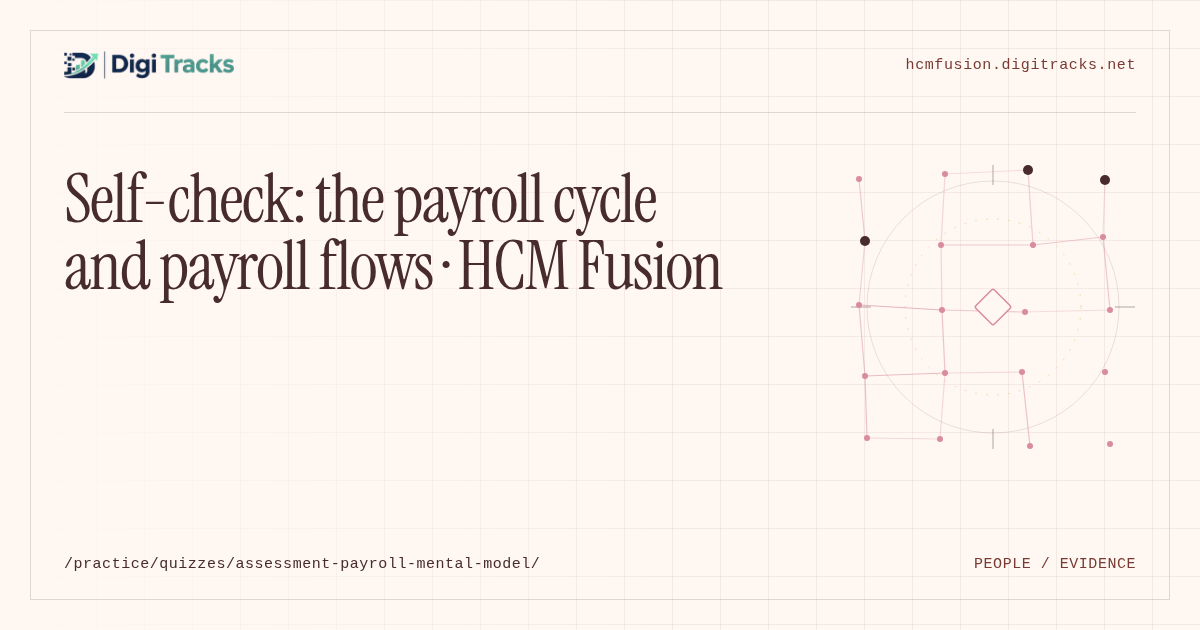 Digi Tracks
hcmfusion.digitracks.net
Self-check: the payroll cycle
and payroll flows · HCM Fusion
/practice/quizzes/assessment-payroll-mental-model/
PEOPLE / EVIDENCE